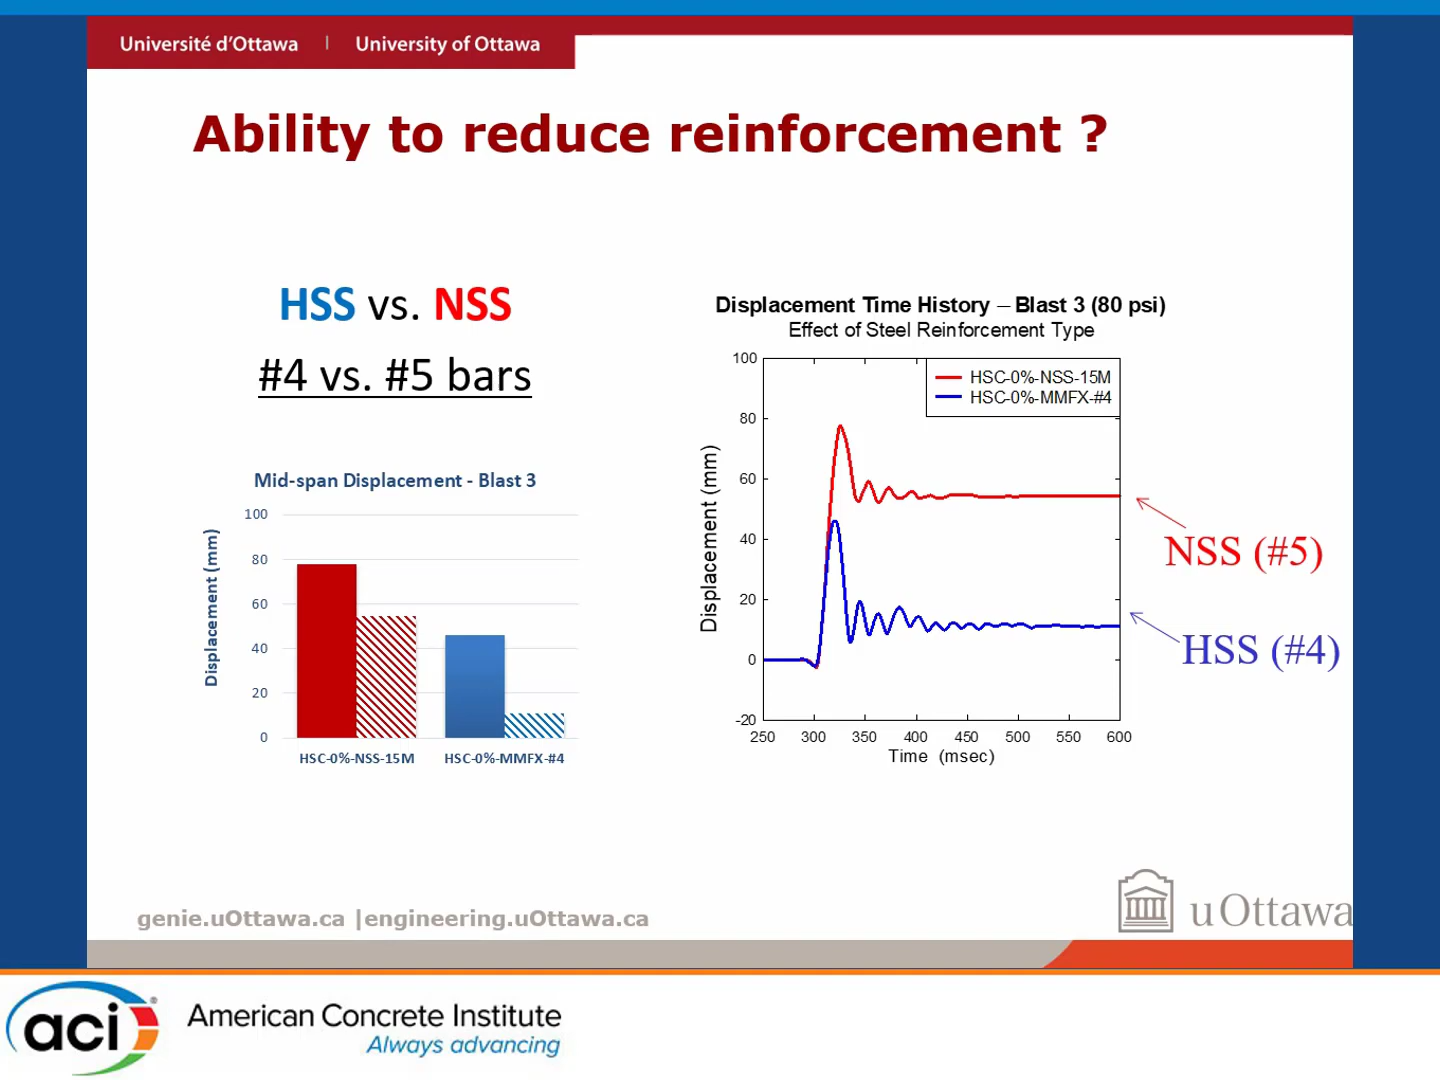 Université d'Ottawa | University of Ottawa
Ability to reduce reinforcement ?
HSS vs. NSS
#4 vs. #5 bars
Mid-span Displacement - Blast 3
Displacement (mm)
100
80
60
40
20
0
HSC-0%-NSS-15M HSC-0%-MMFX-#4
Displacement Time History – Blast 3 (80 psi)
Effect of Steel Reinforcement Type
HSC-0%-NSS-15M
HSC-0%-MMFX-#4
Displacement (mm)
100
80
60
40
20
0
-20
250 300 350 400 450 500 550 600
Time (msec)
NSS (#5)
HSS (#4)
genie.uOttawa.ca |engineering.uOttawa.ca
uOttawa
aci®
American Concrete Institute
Always advancing